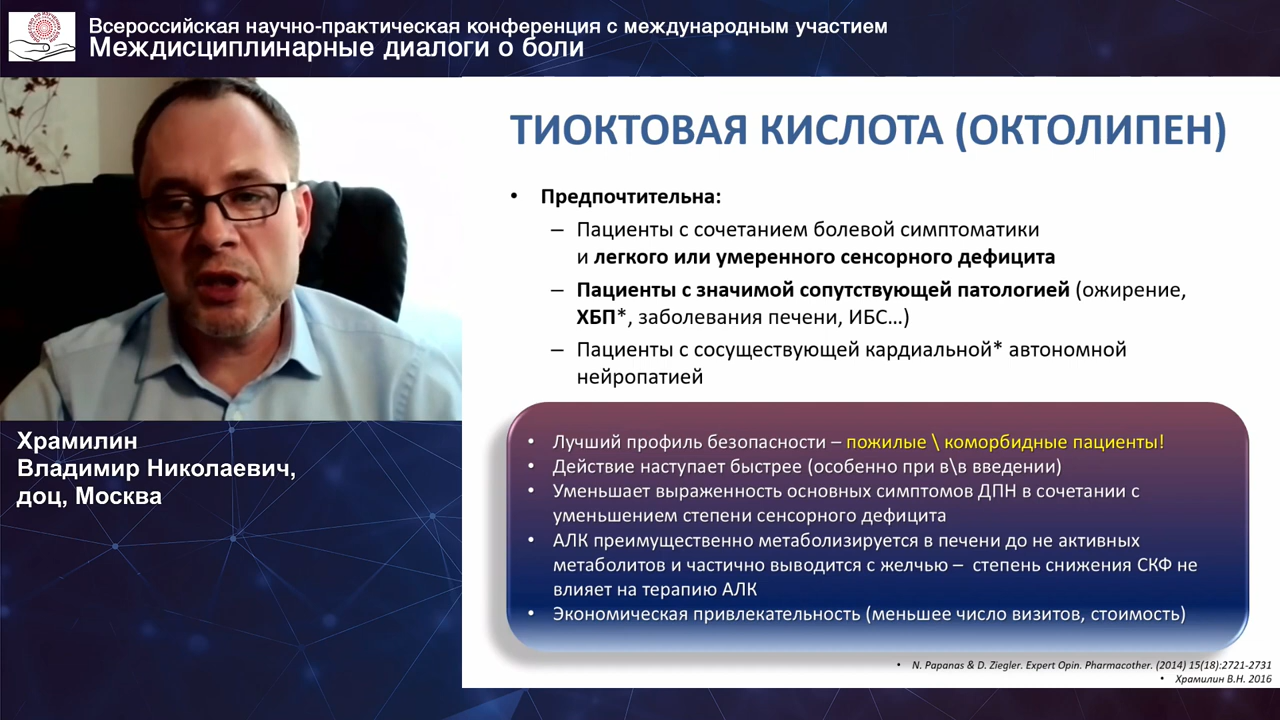 Всероссийская научно-практическая конференция с международным участием
Междисциплинарные диалоги о боли
ТИОКТОВАЯ КИСЛОТА (ОКТОЛИПЕН)
• Предпочтительна:
– Пациенты с сочетанием болевой симптоматики
и легкого или умеренного сенсорного дефицита
– Пациенты с значимой сопутствующей патологией (ожирение,
ХБП*, заболевания печени, ИБС...)
– Пациенты с сосуществующей кардиальной* автономной
нейропатией
• Лучший профиль безопасности – пожилые \ коморбидные пациенты!
• Действие наступает быстрее (особенно при в\в введении)
• Уменьшает выраженность основных симптомов ДПН в сочетании с
уменьшением степени сенсорного дефицита
• АЛК преимущественно метаболизируется в печени до не активных
метаболитов и частично выводится с желчью – степень снижения СКФ не
влияет на терапию АЛК
• Экономическая привлекательность (меньшее число визитов, стоимость)
• N. Papanas & D. Ziegler. Expert Opin. Pharmacother. (2014) 15(18):2721-2731
• Храмилин В.Н. 2016
Храмилин
Владимир Николаевич,
доц, Москва